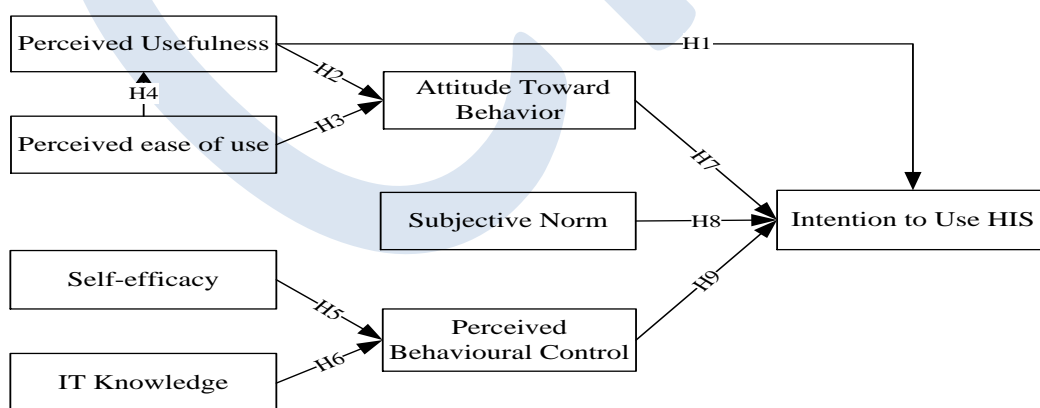 Perceived Usefulness
H1
H2
H4
Attitude Toward
Behavior
H3
Perceived ease of use
H7
Subjective Norm
H8
Intention to Use HIS
Self-efficacy
H9
H5
Perceived
Behavioural Control
H6
IT Knowledge